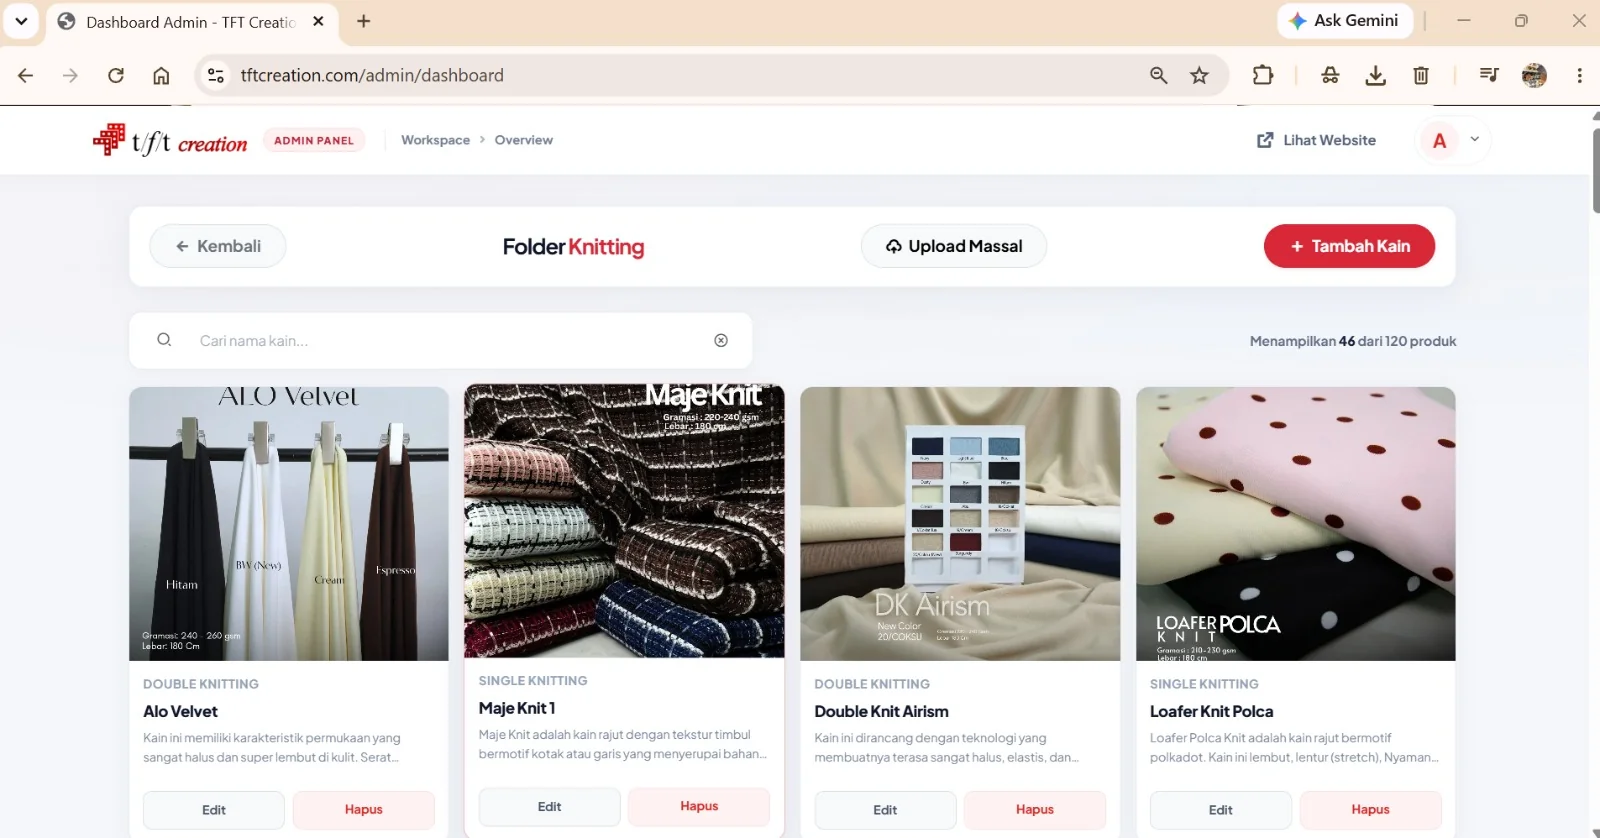 Dashboard Admin - TFT Creatio
Ask Gemini
tftcreation.com/admin/dashboard
t/f/t creation
ADMIN PANEL
Workspace > Overview
Lihat Website
A
← Kembali
Folder Knitting
Upload Massal
+ Tambah Kain
Cari nama kain...
Menampilkan 46 dari 120 produk
ALO Velvet
Hitam
BW (New)
Cream
Espresso
Gramasi: 240 - 260 gsm
Lebar: 180 Cm
DOUBLE KNITTING
Alo Velvet
Kain ini memiliki karakteristik permukaan yang
sangat halus dan super lembut di kulit. Serat...
Edit
Hapus
Maje Knit
Gramasi : 220-240 gsm
Lebar : 180 cm
SINGLE KNITTING
Maje Knit 1
Maje Knit adalah kain rajut dengan tekstur timbul
bermotif kotak atau garis yang menyerupai bahan...
Edit
Hapus
DK Airism
New Color
20/COKSU
DOUBLE KNITTING
Double Knit Airism
Kain ini dirancang dengan teknologi yang
membuatnya terasa sangat halus, elastis, dan...
Edit
Hapus
LOAFER POLCA
KNIT
Gramasi : 210-230 gsm
Lebar : 180 cm
SINGLE KNITTING
Loafer Knit Polca
Loafer Polca Knit adalah kain rajut bermotif
polkadot. Kain ini lembut, lentur (stretch), Nyaman...
Edit
Hapus